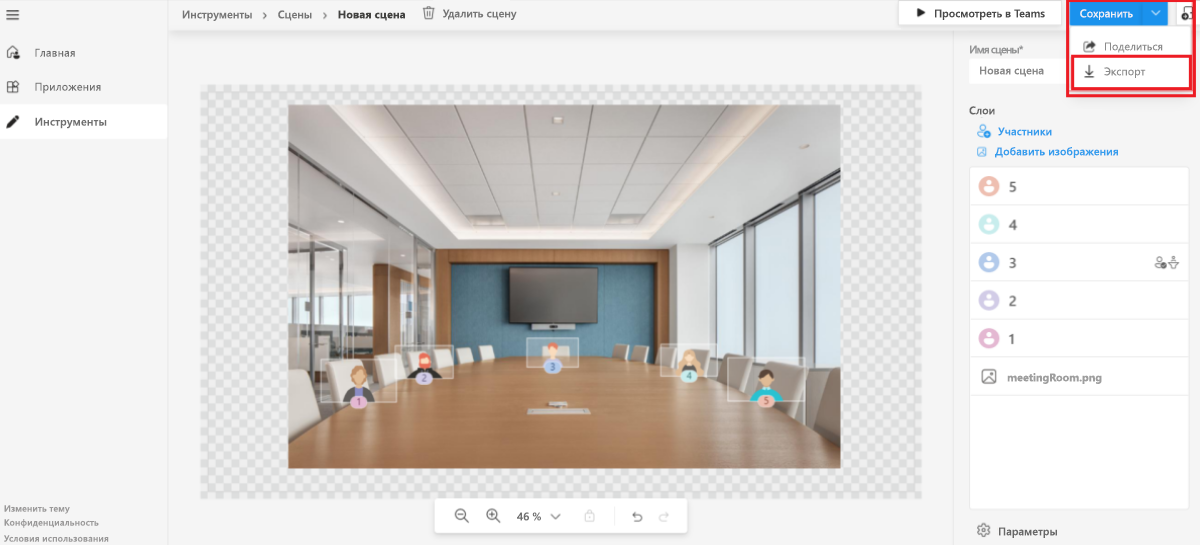 Инструменты > Сцены > Новая сцена Удалить сцену
Просмотреть в Teams
Сохранить
Поделиться
Экспорт
Главная
Приложения
Инструменты
Имя сцены*
Новая сцена
Слои
Участники
Добавить изображения
5
4
3
2
1
meetingRoom.png
1
2
3
4
5
46 %
Параметры
Изменить тему
Конфиденциальность
Условия использования